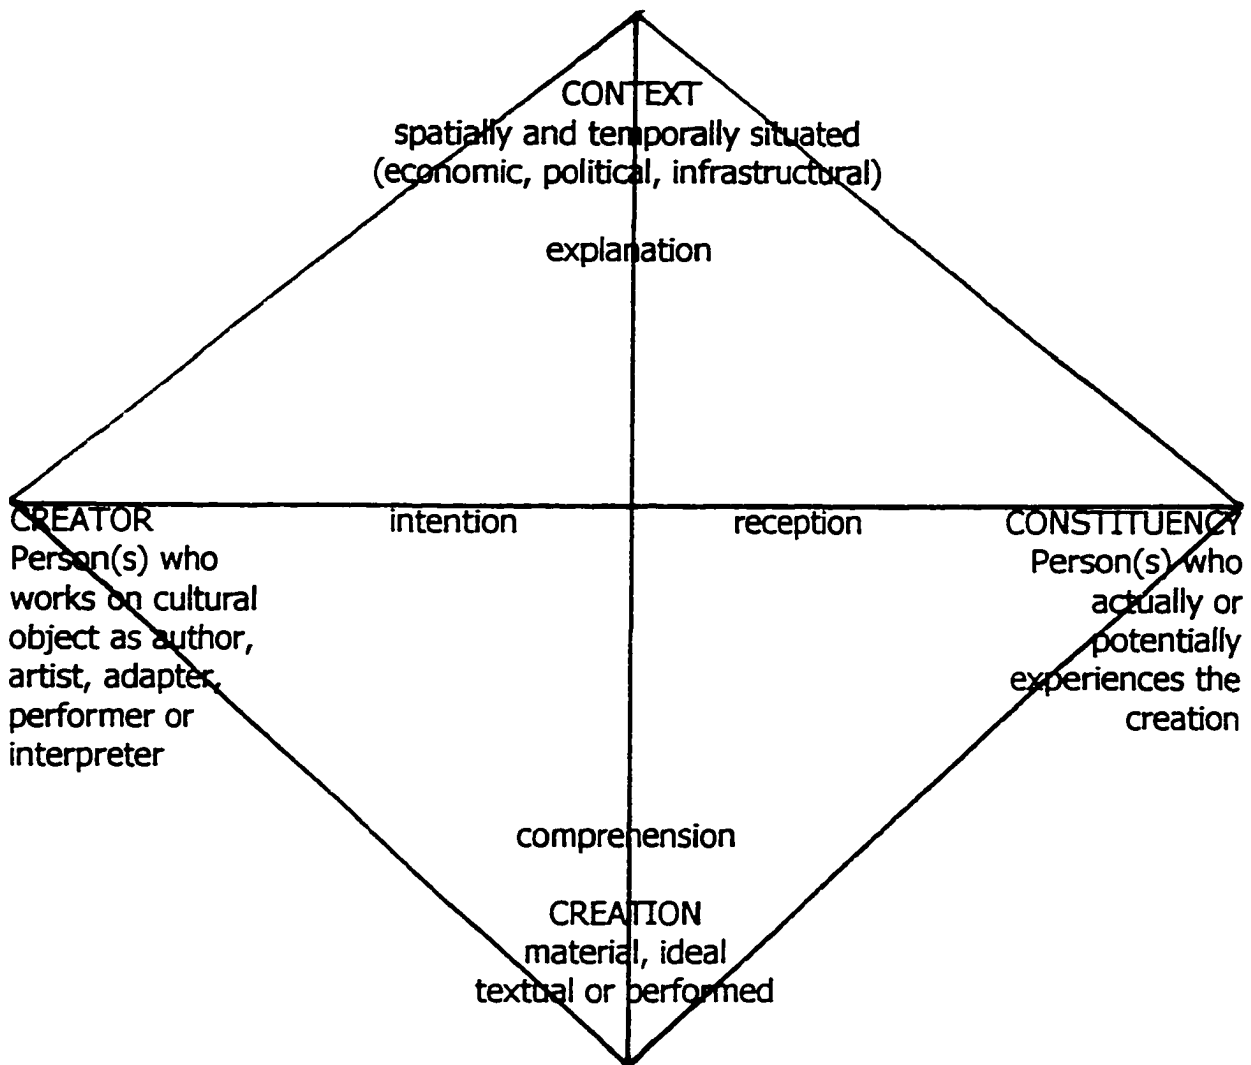 CONTEXT
spatially and temporally situated
(economic, political, infrastructural)
explanation
CREATOR
Person(s) who
works on cultural
object as author,
artist, adapter,
performer or
interpreter
intention
reception
CONSTITUENCY
Person(s) who
actually or
potentially
experiences the
creation
comprehension
CREATION
material, ideal
textual or performed